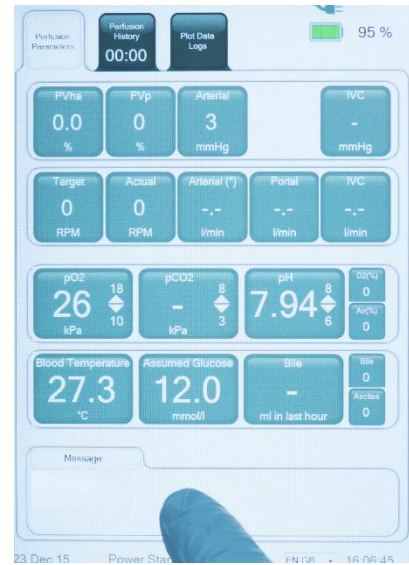 Perfusion Parameters
Perfusion History
00:00
Plot Data Logs
95 %
PVha
0.0
%
PVp
0
%
Arterial
3
mmHg
IVC
-
mmHg
Target
0
RPM
Actual
0
RPM
Arterial (*)
-.-
l/min
Portal
-.-
l/min
IVC
-.-
l/min
pO2
26
18
10
kPa
pCO2
-
8
3
kPa
pH
7.94
8
6
O2(%)
0
Air(%)
0
Blood Temperature
27.3
°C
Assumed Glucose
12.0
mmol/l
Bile
-
ml in last hour
Bile
0
Ascites
0
Message
23 Dec 15
Power
EN GB
16:06:45